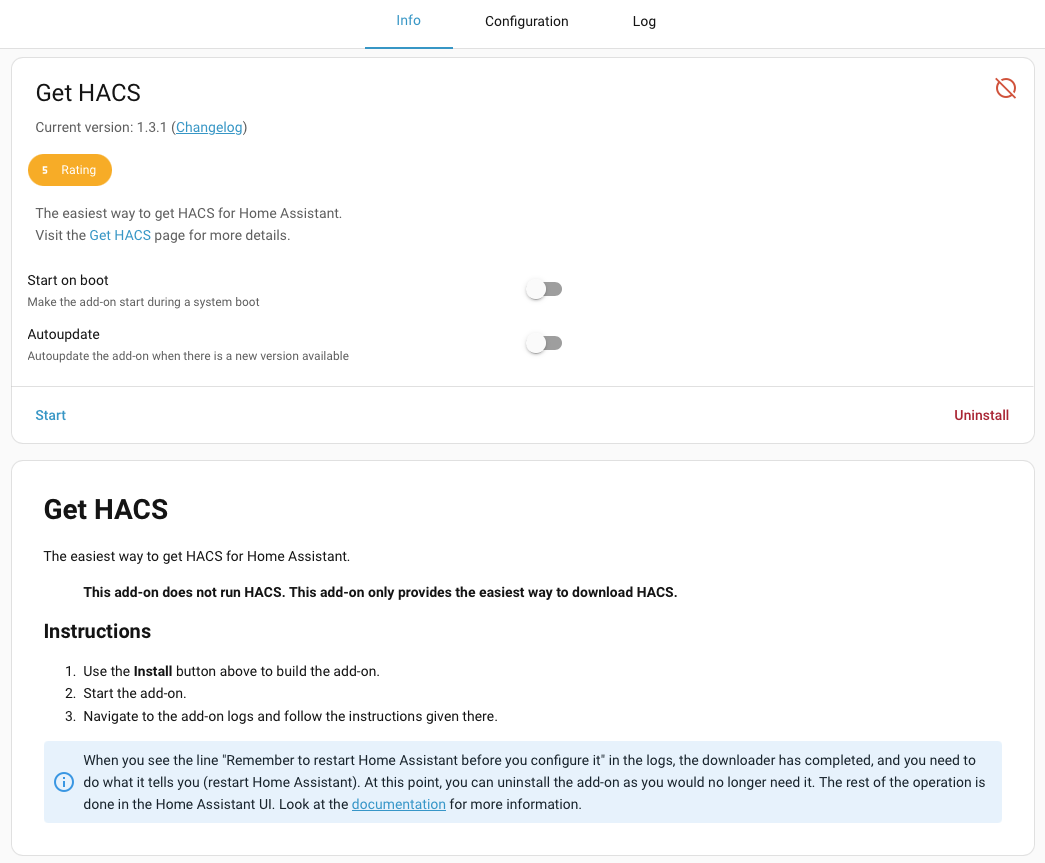 Info Configuration Log
Get HACS
Current version: 1.3.1 (Changelog)
5 Rating
The easiest way to get HACS for Home Assistant.
Visit the Get HACS page for more details.
Start on boot
Make the add-on start during a system boot
Autoupdate
Autoupdate the add-on when there is a new version available
Start Uninstall
Get HACS
The easiest way to get HACS for Home Assistant.
This add-on does not run HACS. This add-on only provides the easiest way to download HACS.
Instructions
1. Use the Install button above to build the add-on.
2. Start the add-on.
3. Navigate to the add-on logs and follow the instructions given there.
When you see the line "Remember to restart Home Assistant before you configure it" in the logs, the downloader has completed, and you need to
do what it tells you (restart Home Assistant). At this point, you can uninstall the add-on as you would no longer need it. The rest of the operation is
done in the Home Assistant UI. Look at the documentation for more information.